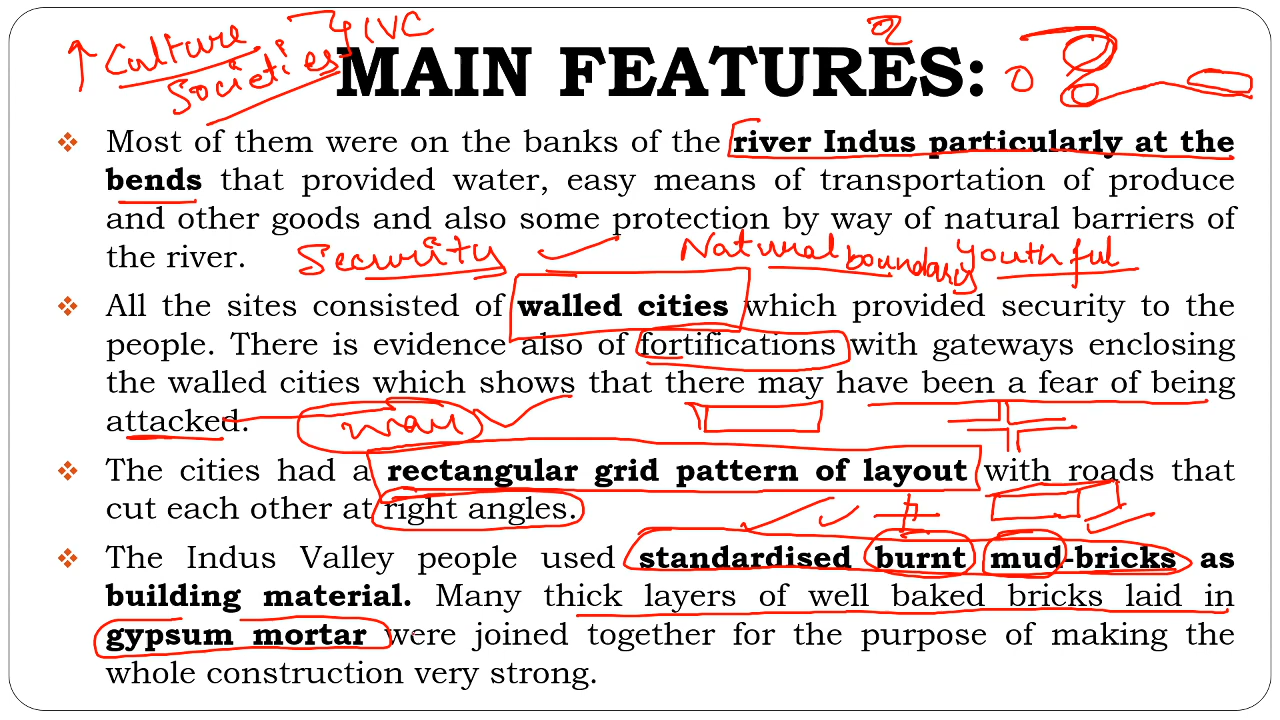 IVC
Culture
Societies
MAIN FEATURES:
❖ Most of them were on the banks of the river Indus particularly at the
bends that provided water, easy means of transportation of produce
and other goods and also some protection by way of natural barriers of
the river.
Security Natural boundary youthful
❖ All the sites consisted of walled cities which provided security to the
people. There is evidence also of fortifications with gateways enclosing
the walled cities which shows that there may have been a fear of being
attacked.
❖ The cities had a rectangular grid pattern of layout with roads that
cut each other at right angles.
❖ The Indus Valley people used standardised burnt mud-bricks as
building material. Many thick layers of well baked bricks laid in
gypsum mortar were joined together for the purpose of making the
whole construction very strong.